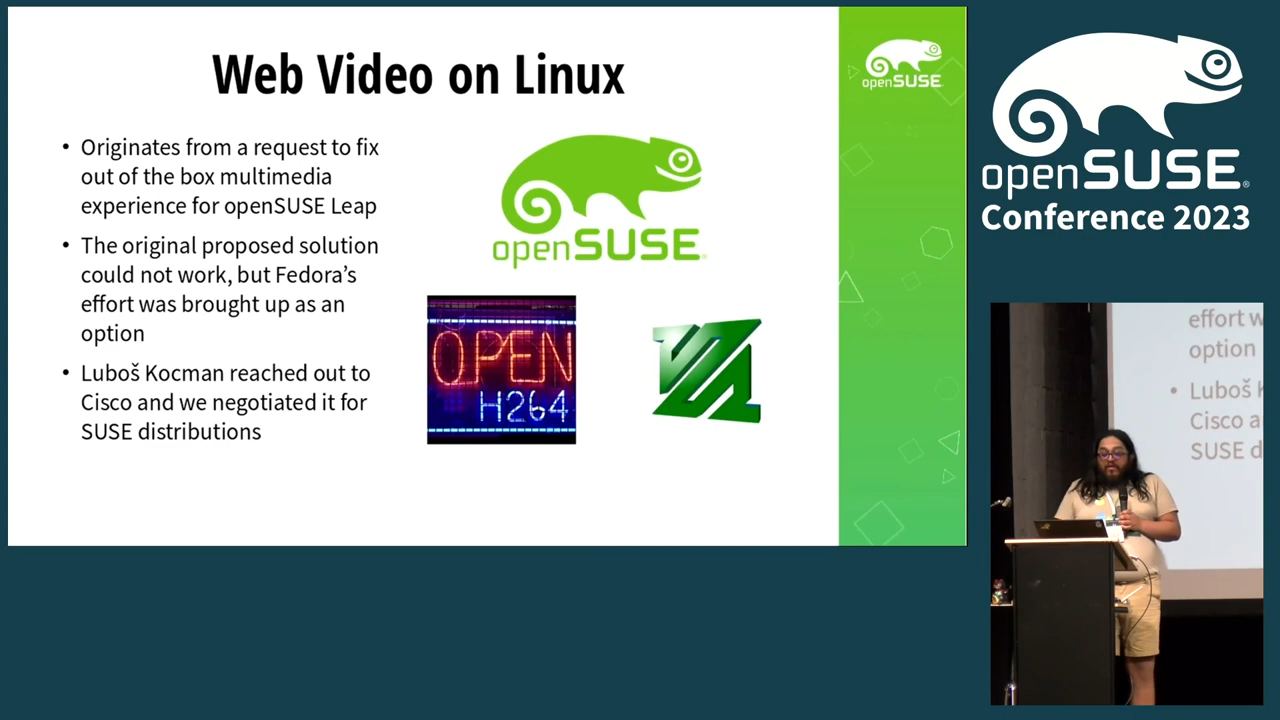 Web Video on Linux
• Originates from a request to fix
out of the box multimedia
experience for openSUSE Leap
• The original proposed solution
could not work, but Fedora’s
effort was brought up as an
option
• Luboš Kocman reached out to
Cisco and we negotiated it for
SUSE distributions
openSUSE®
OPEN
H264
openSUSE
openSUSE®
Conference 2023
effort w
option
• Luboš K
Cisco a
SUSE d